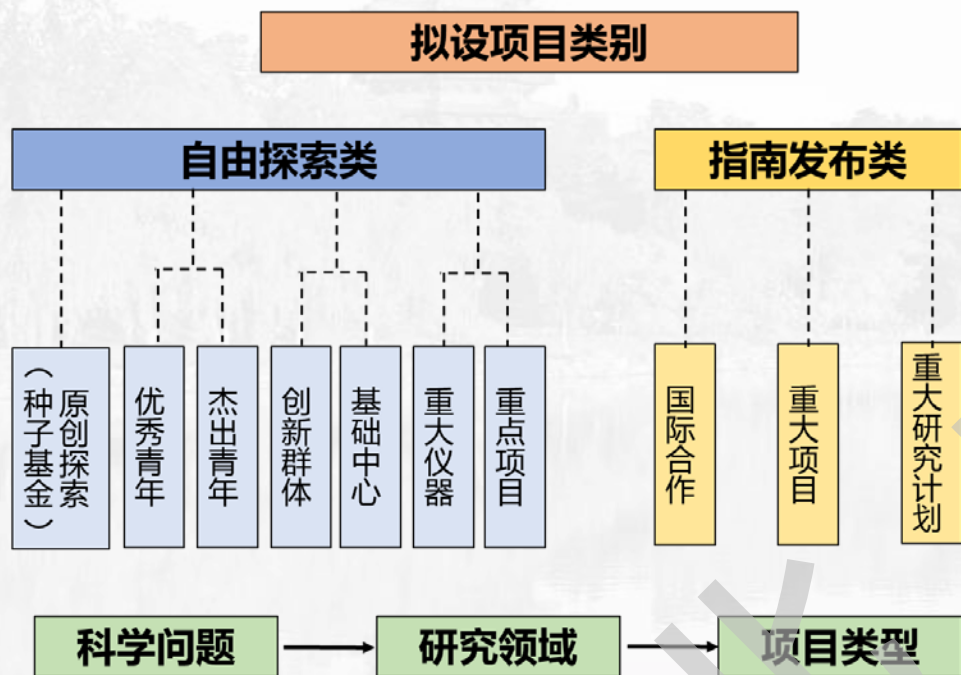 拟设项目类别
自由探索类
指南发布类
原创探索
（种子基金）
优秀青年
杰出青年
创新群体
基础中心
重大仪器
重点项目
国际合作
重大项目
重大研究计划
科学问题
研究领域
项目类型